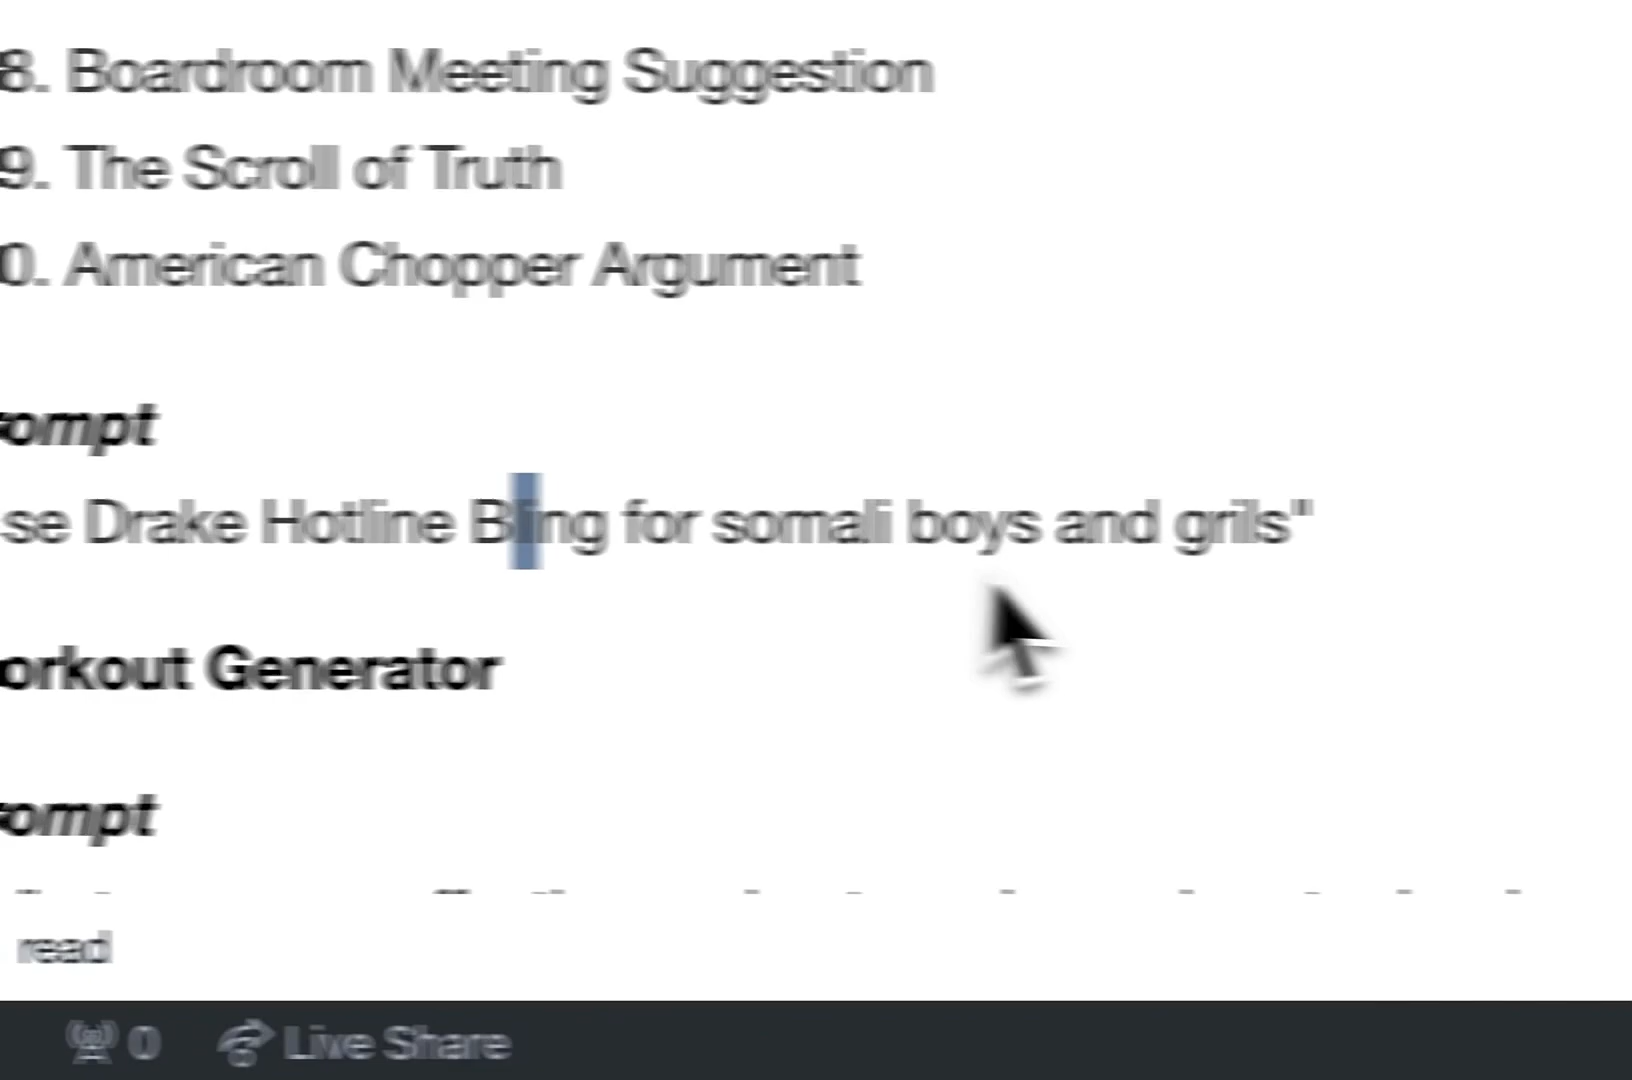 8. Boardroom Meeting Suggestion
9. The Scroll of Truth
0. American Chopper Argument
ompt
se Drake Hotline Bling for somali boys and grils"
orkout Generator
ompt
read
0 Live Share